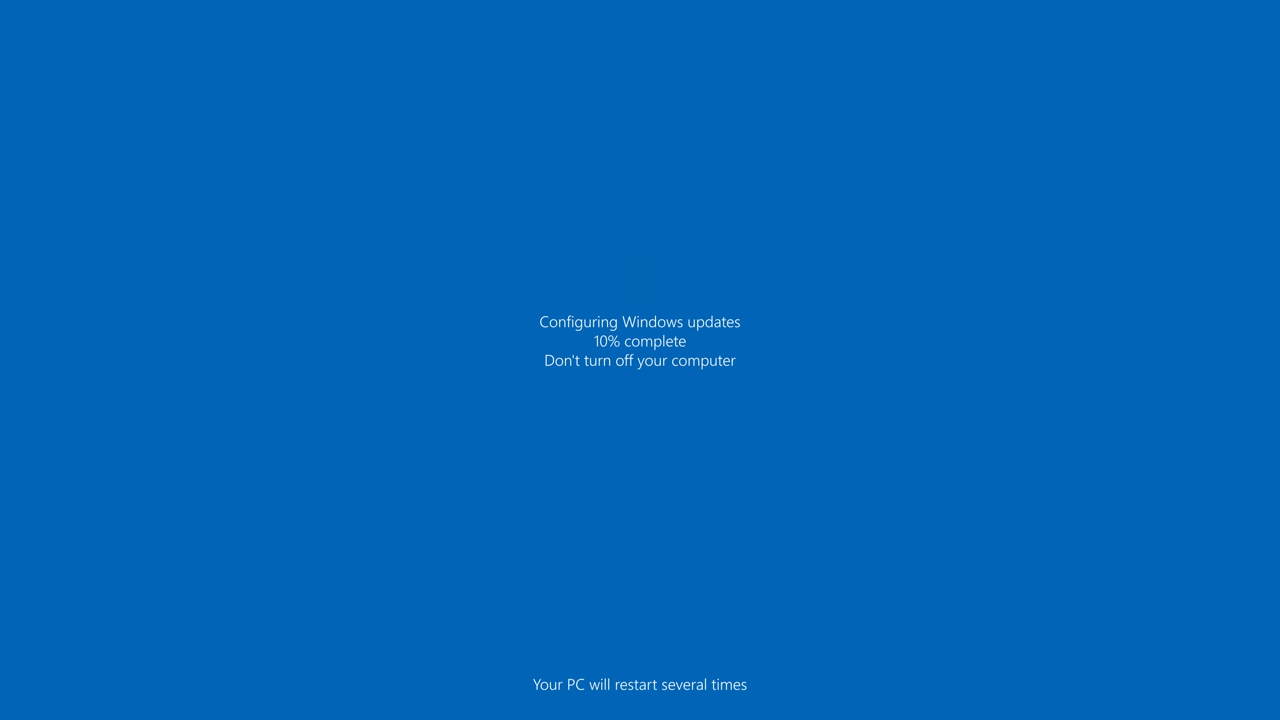 Configuring Windows updates
10% complete
Don't turn off your computer
Your PC will restart several times